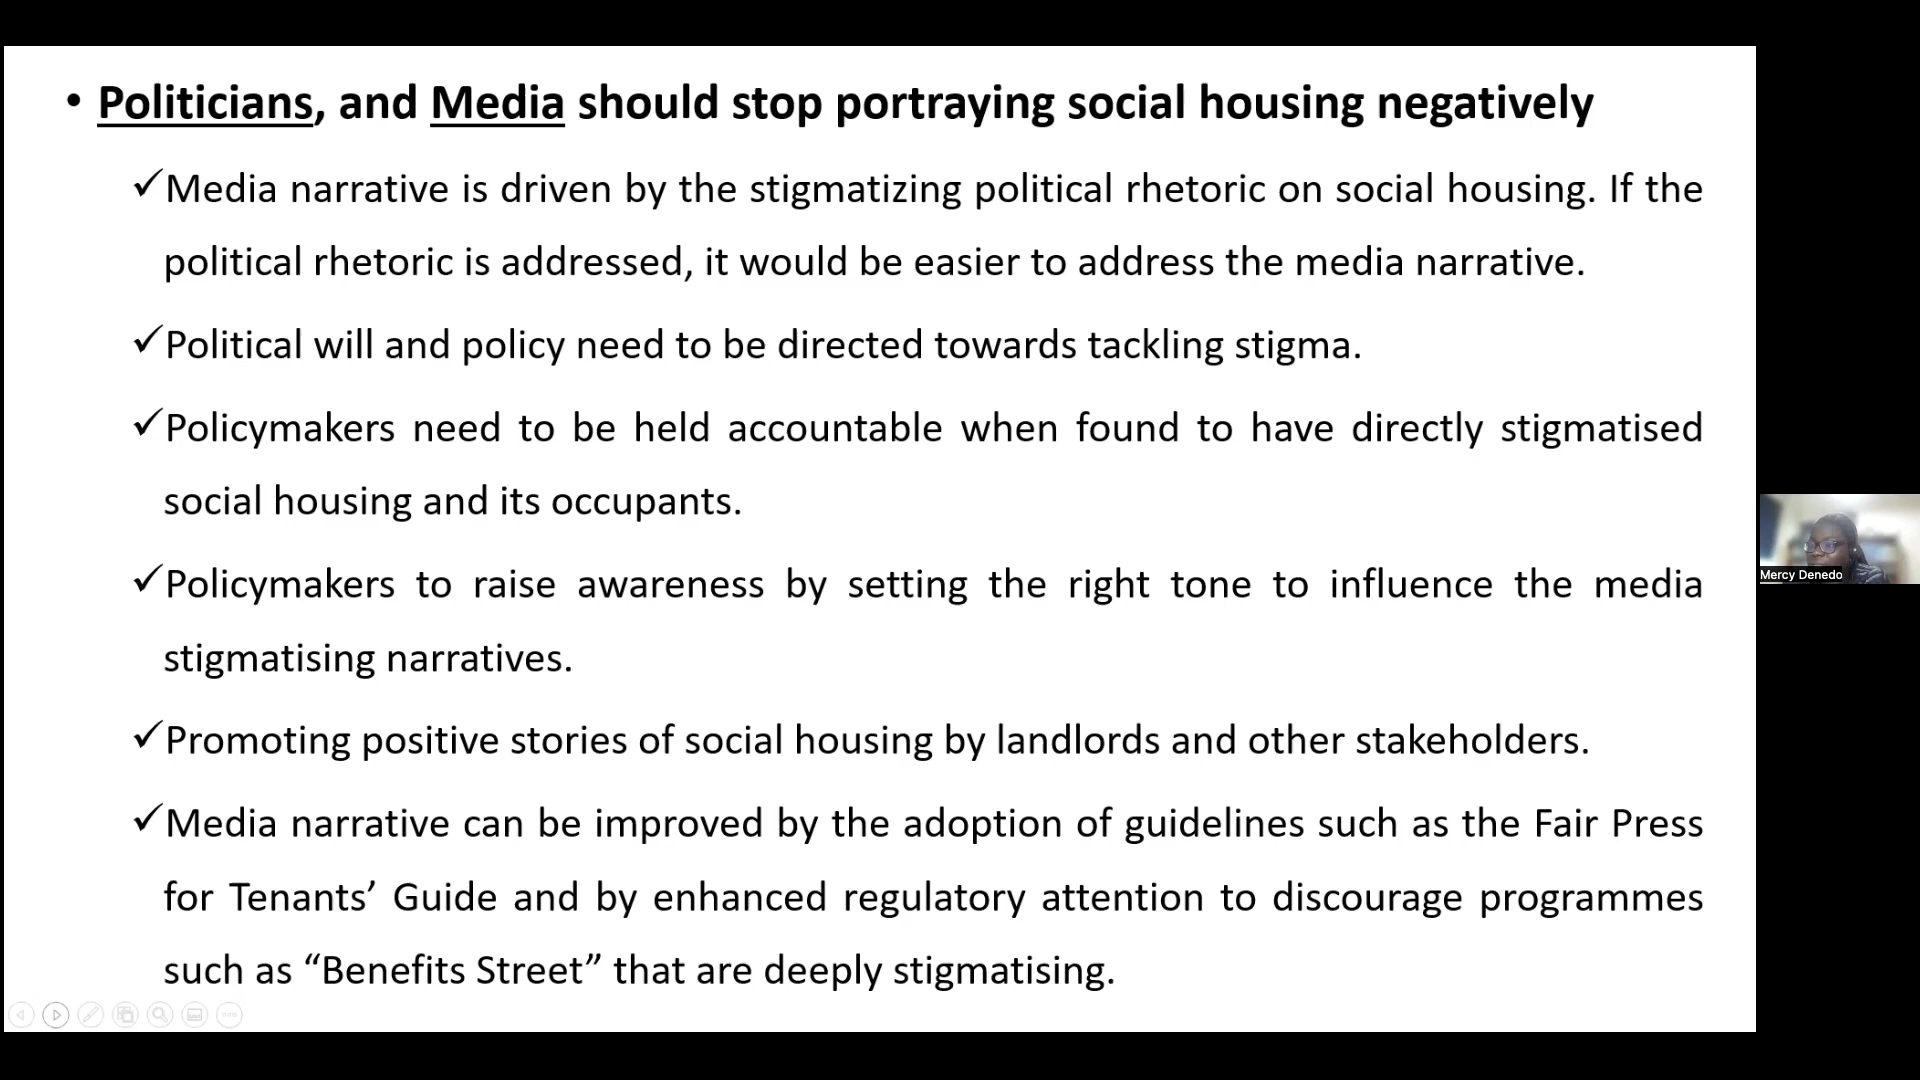 • Politicians, and Media should stop portraying social housing negatively
✓Media narrative is driven by the stigmatizing political rhetoric on social housing. If the
political rhetoric is addressed, it would be easier to address the media narrative.
✓Political will and policy need to be directed towards tackling stigma.
✓Policymakers need to be held accountable when found to have directly stigmatised
social housing and its occupants.
✓Policymakers to raise awareness by setting the right tone to influence the media
stigmatising narratives.
✓Promoting positive stories of social housing by landlords and other stakeholders.
✓Media narrative can be improved by the adoption of guidelines such as the Fair Press
for Tenants’ Guide and by enhanced regulatory attention to discourage programmes
such as “Benefits Street” that are deeply stigmatising.
Mercy Denedo